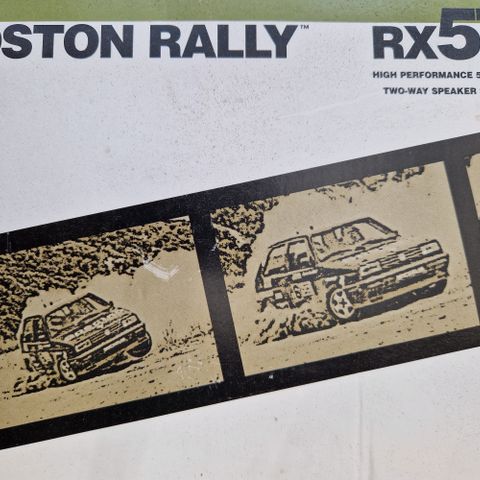 OSTON RALLY™
RX5
HIGH PERFORMANCE 5
TWO-WAY SPEAKER